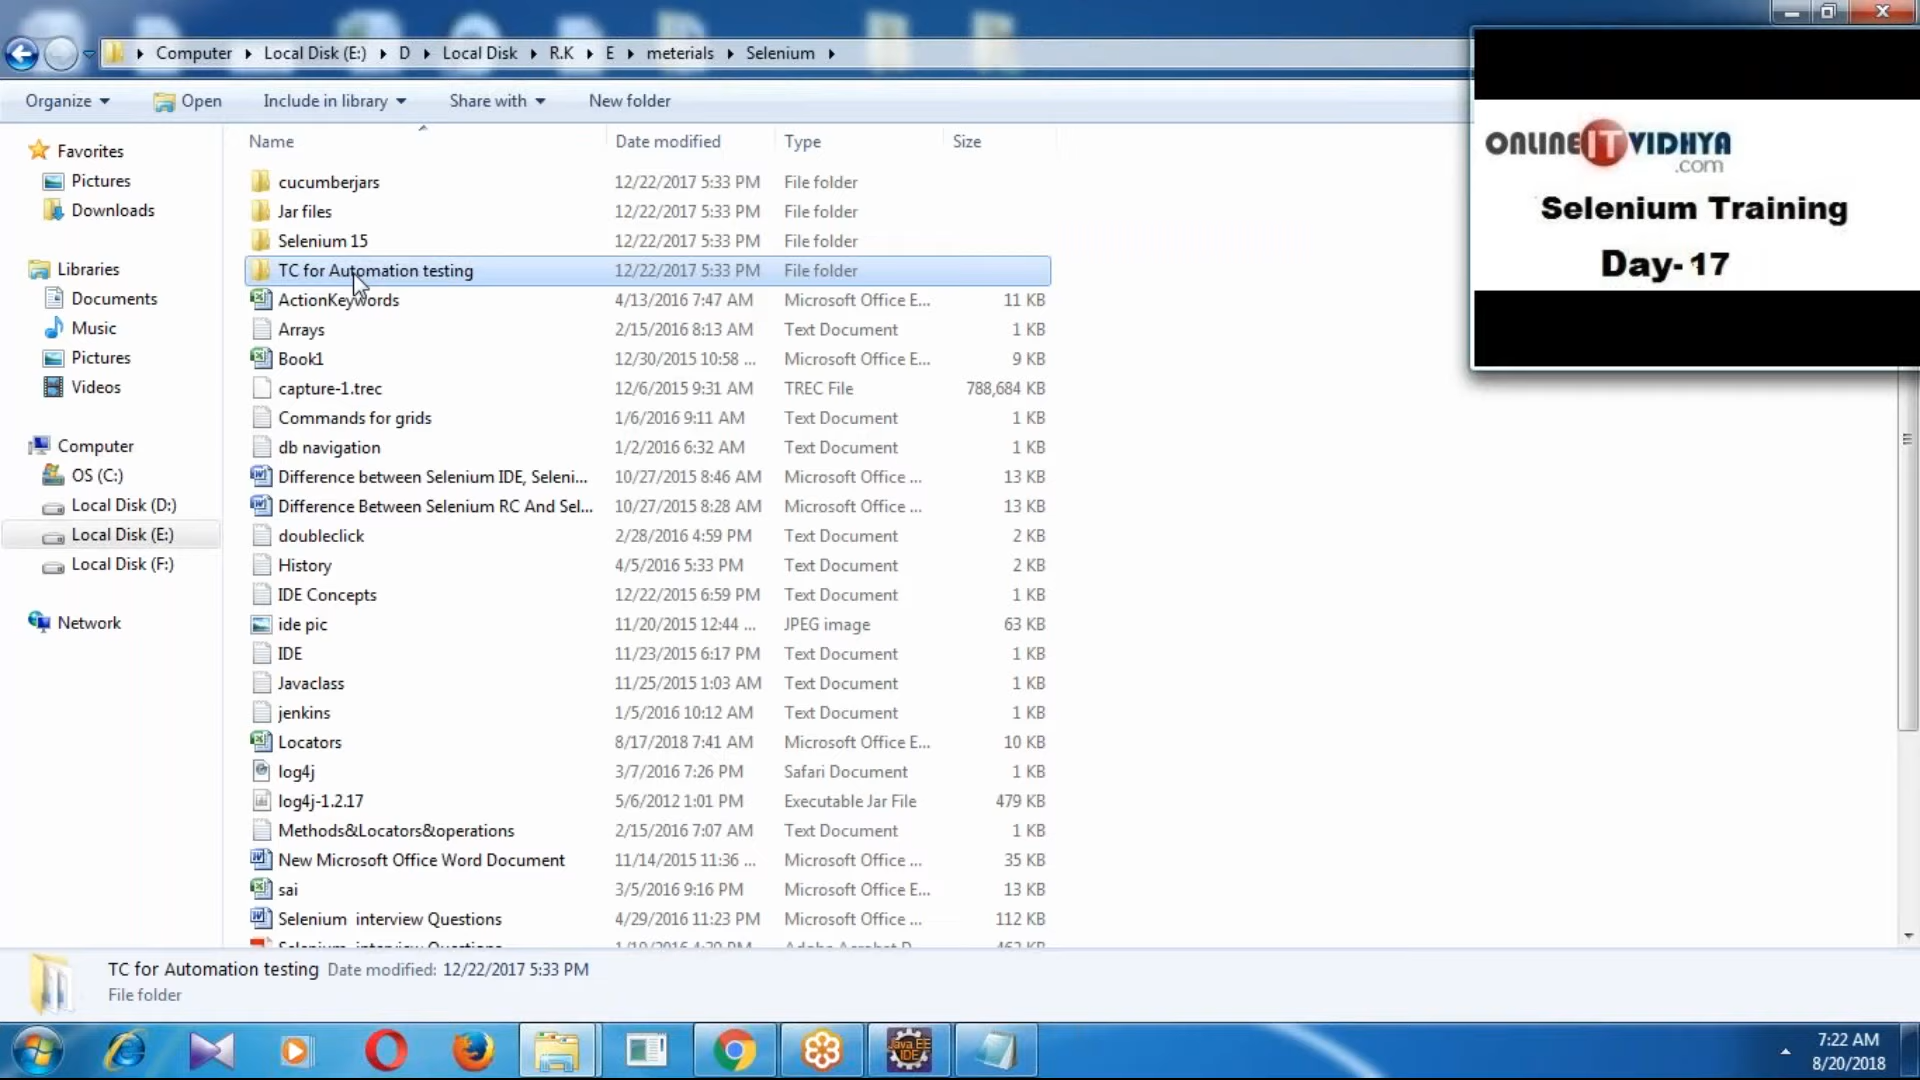 Computer Local Disk (E:) D Local Disk R.K E meterials Selenium
Organize Open Include in library Share with New folder
ONLINE IT VIDHYA
.com
Selenium Training
Day-17
Favorites
Pictures
Downloads
Libraries
Documents
Music
Pictures
Videos
Computer
OS (C:)
Local Disk (D:)
Local Disk (E:)
Local Disk (F:)
Network
Name Date modified Type Size
cucumberjars 12/22/2017 5:33 PM File folder
Jar files 12/22/2017 5:33 PM File folder
Selenium 15 12/22/2017 5:33 PM File folder
TC for Automation testing 12/22/2017 5:33 PM File folder
ActionKeywords 4/13/2016 7:47 AM Microsoft Office E... 11 KB
Arrays 2/15/2016 8:13 AM Text Document 1 KB
Book1 12/30/2015 10:58 ... Microsoft Office E... 9 KB
capture-1.trec 12/6/2015 9:31 AM TREC File 788,684 KB
Commands for grids 1/6/2016 9:11 AM Text Document 1 KB
db navigation 1/2/2016 6:32 AM Text Document 1 KB
Difference between Selenium IDE, Seleni... 10/27/2015 8:46 AM Microsoft Office ... 13 KB
Difference Between Selenium RC And Sel... 10/27/2015 8:28 AM Microsoft Office ... 13 KB
doubleclick 2/28/2016 4:59 PM Text Document 2 KB
History 4/5/2016 5:33 PM Text Document 2 KB
IDE Concepts 12/22/2015 6:59 PM Text Document 1 KB
ide pic 11/20/2015 12:44 ... JPEG image 63 KB
IDE 11/23/2015 6:17 PM Text Document 1 KB
Javaclass 11/25/2015 1:03 AM Text Document 1 KB
jenkins 1/5/2016 10:12 AM Text Document 1 KB
Locators 8/17/2018 7:41 AM Microsoft Office E... 10 KB
log4j 3/7/2016 7:26 PM Safari Document 1 KB
log4j-1.2.17 5/6/2012 1:01 PM Executable Jar File 479 KB
Methods&Locators&operations 2/15/2016 7:07 AM Text Document 1 KB
New Microsoft Office Word Document 11/14/2015 11:36 ... Microsoft Office ... 35 KB
sai 3/5/2016 9:16 PM Microsoft Office E... 13 KB
Selenium interview Questions 4/29/2016 11:23 PM Microsoft Office ... 112 KB
Selenium interview Questions
TC for Automation testing Date modified: 12/22/2017 5:33 PM
File folder
Java EE
IDE
7:22 AM
8/20/2018